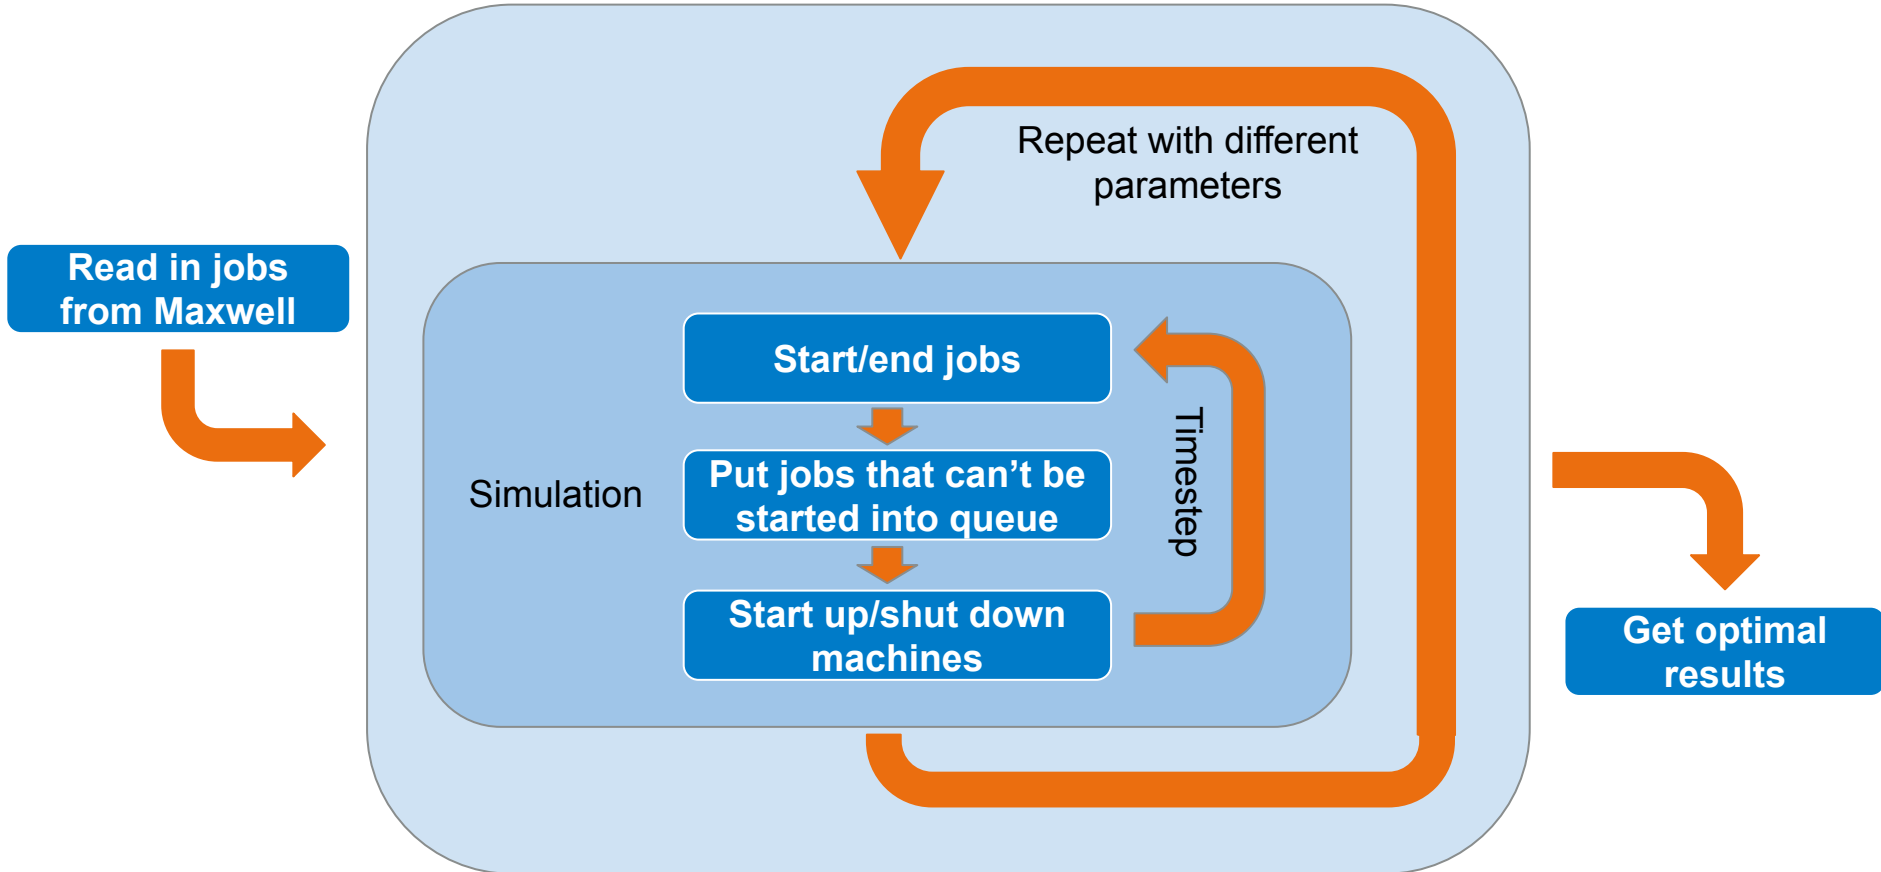 Repeat with different
parameters
Read in jobs
from Maxwell
Start/end jobs
Timestep
Simulation
Put jobs that can’t be
started into queue
Start up/shut down
machines
Get optimal
results